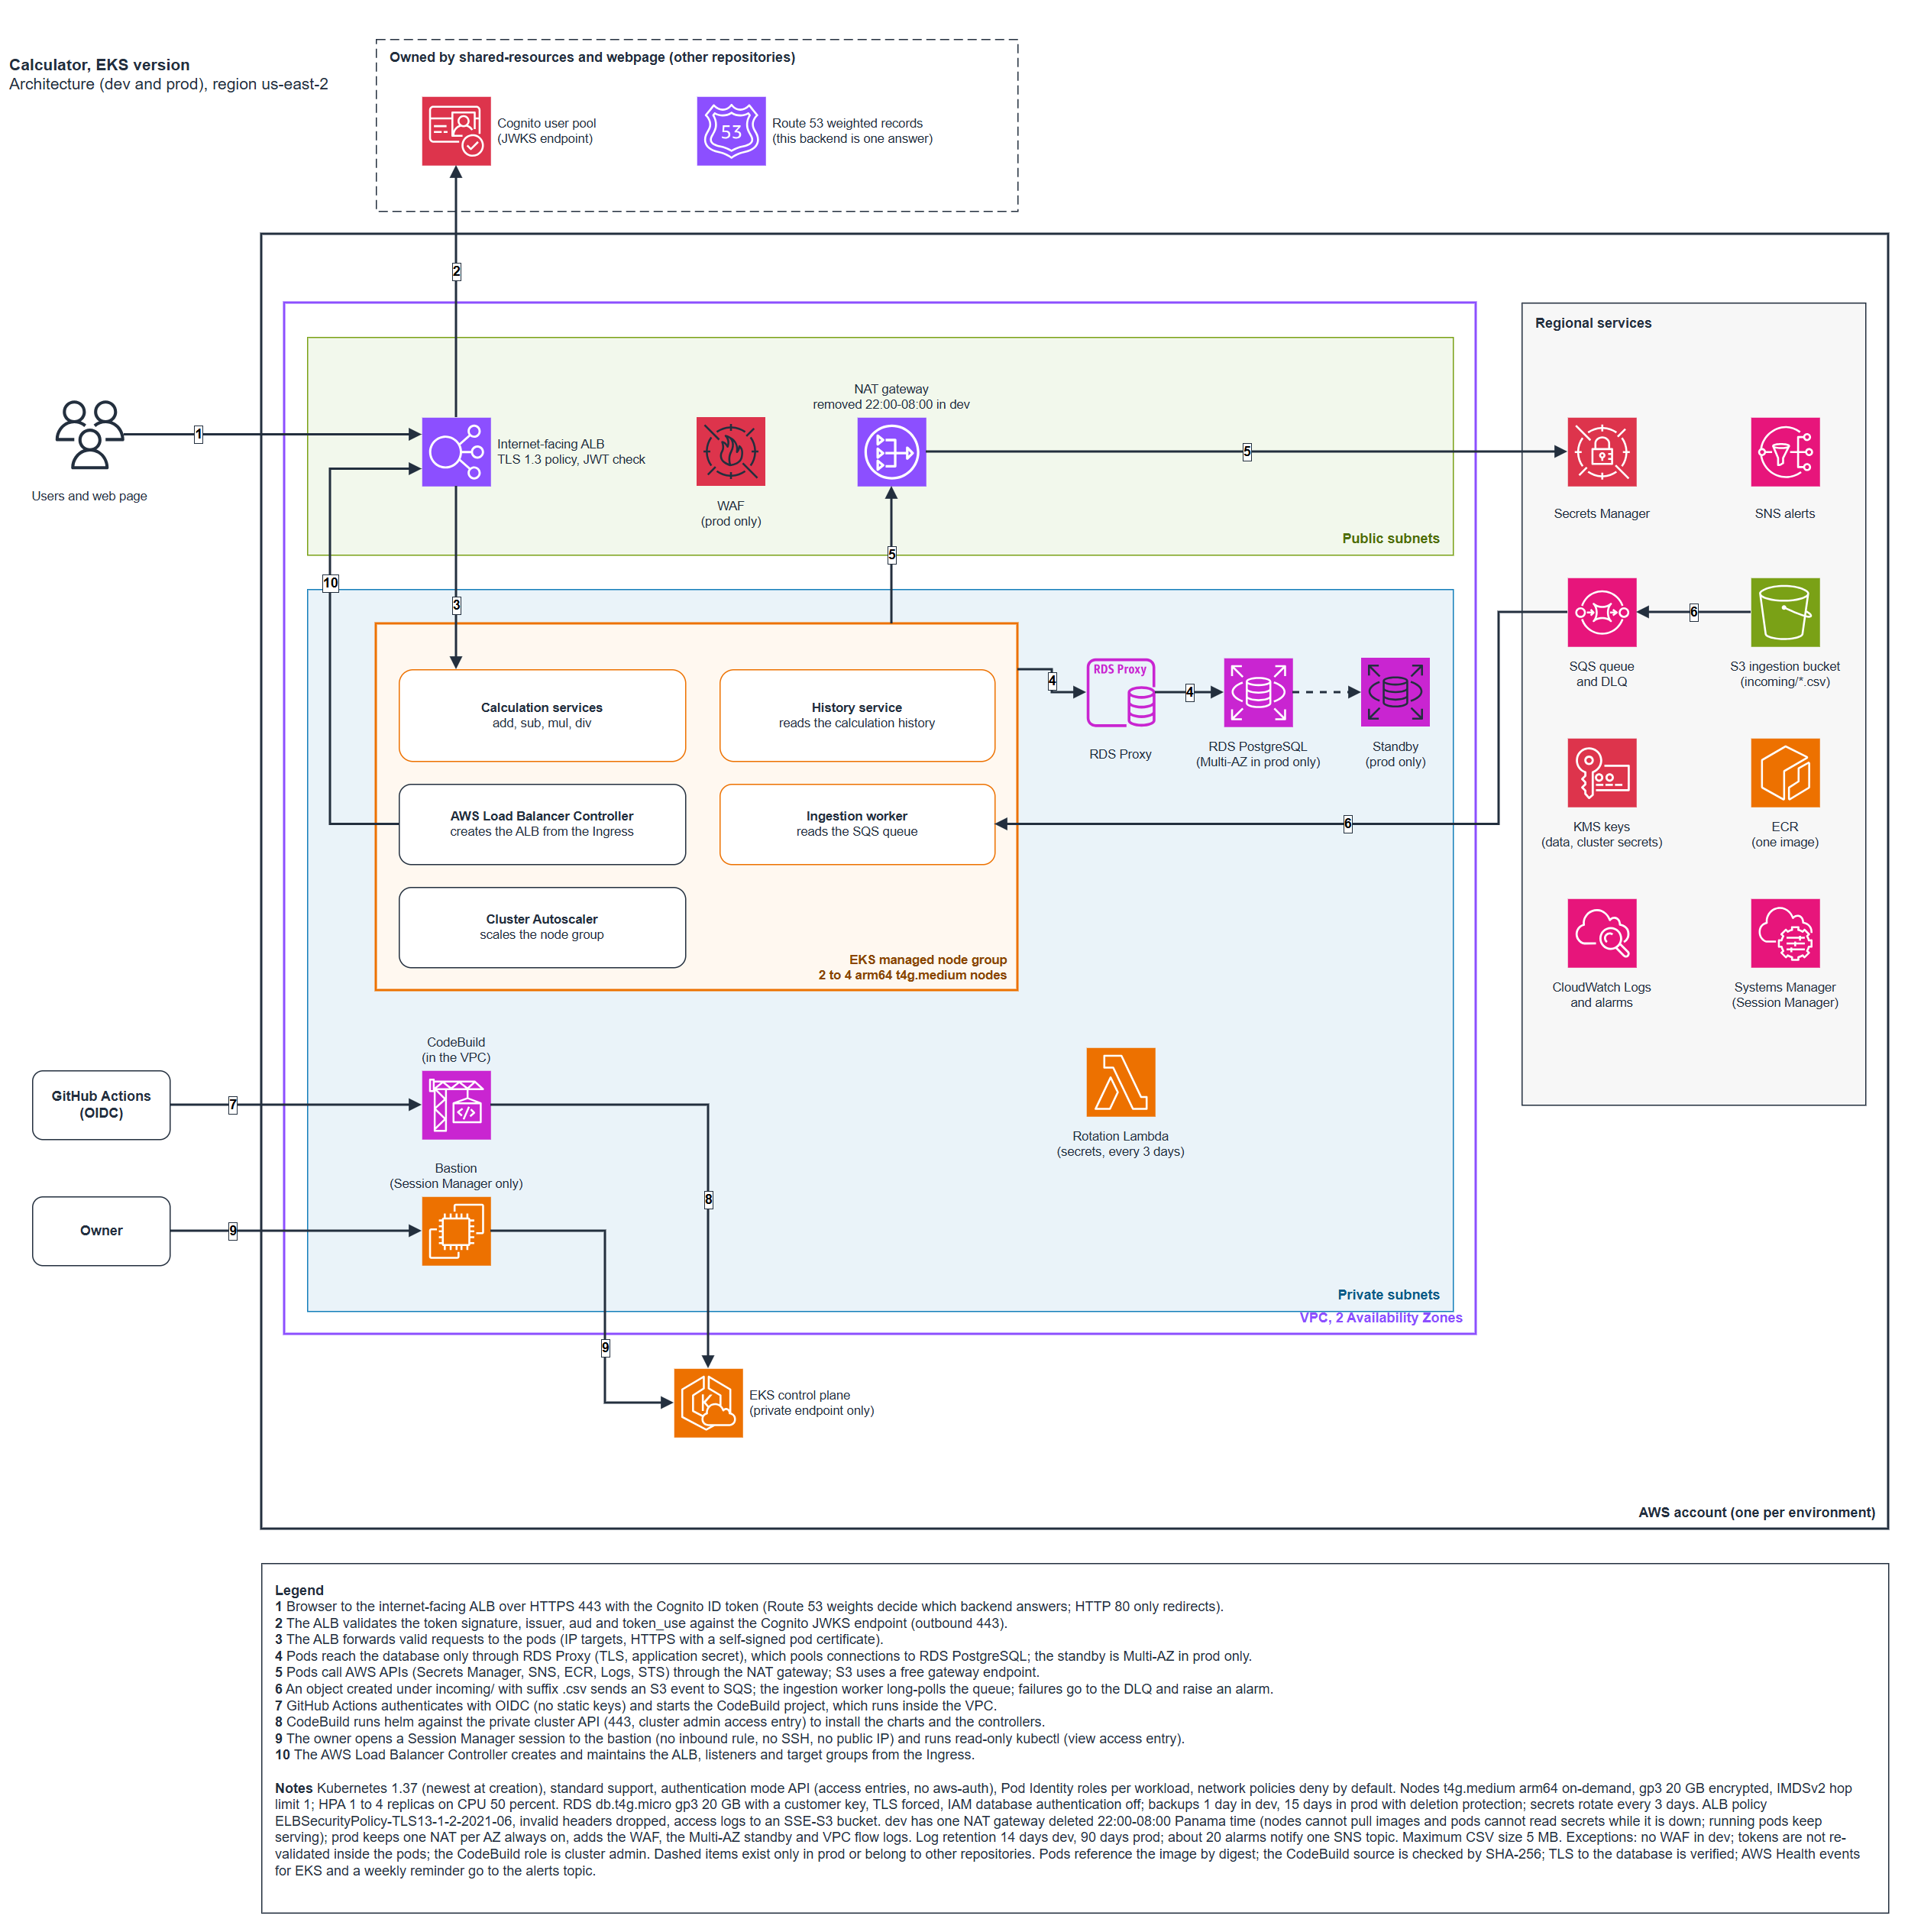 Calculator, EKS version
Architecture (dev and prod), region us-east-2
Owned by shared-resources and webpage (other repositories)
Cognito user pool
(JWKS endpoint)
53
Route 53 weighted records
(this backend is one answer)
2
Regional services
NAT gateway
removed 22:00-08:00 in dev
1
Internet-facing ALB
TLS 1.3 policy, JWT check
5
Users and web page
WAF
(prod only)
Secrets Manager
SNS alerts
Public subnets
5
10
3
6
SQS queue
and DLQ
S3 ingestion bucket
(incoming/*.csv)
Calculation services
add, sub, mul, div
History service
reads the calculation history
4
RDS Proxy
4
RDS Proxy
RDS PostgreSQL
(Multi-AZ in prod only)
Standby
(prod only)
AWS Load Balancer Controller
creates the ALB from the Ingress
Ingestion worker
reads the SQS queue
6
KMS keys
(data, cluster secrets)
ECR
(one image)
Cluster Autoscaler
scales the node group
EKS managed node group
2 to 4 arm64 t4g.medium nodes
CloudWatch Logs
and alarms
Systems Manager
(Session Manager)
CodeBuild
(in the VPC)
GitHub Actions
(OIDC)
7
Rotation Lambda
(secrets, every 3 days)
Bastion
(Session Manager only)
8
Owner
9
Private subnets
VPC, 2 Availability Zones
9
K
EKS control plane
(private endpoint only)
AWS account (one per environment)
Legend
1 Browser to the internet-facing ALB over HTTPS 443 with the Cognito ID token (Route 53 weights decide which backend answers; HTTP 80 only redirects).
2 The ALB validates the token signature, issuer, aud and token_use against the Cognito JWKS endpoint (outbound 443).
3 The ALB forwards valid requests to the pods (IP targets, HTTPS with a self-signed pod certificate).
4 Pods reach the database only through RDS Proxy (TLS, application secret), which pools connections to RDS PostgreSQL; the standby is Multi-AZ in prod only.
5 Pods call AWS APIs (Secrets Manager, SNS, ECR, Logs, STS) through the NAT gateway; S3 uses a free gateway endpoint.
6 An object created under incoming/ with suffix .csv sends an S3 event to SQS; the ingestion worker long-polls the queue; failures go to the DLQ and raise an alarm.
7 GitHub Actions authenticates with OIDC (no static keys) and starts the CodeBuild project, which runs inside the VPC.
8 CodeBuild runs helm against the private cluster API (443, cluster admin access entry) to install the charts and the controllers.
9 The owner opens a Session Manager session to the bastion (no inbound rule, no SSH, no public IP) and runs read-only kubectl (view access entry).
10 The AWS Load Balancer Controller creates and maintains the ALB, listeners and target groups from the Ingress.
Notes Kubernetes 1.37 (newest at creation), standard support, authentication mode API (access entries, no aws-auth), Pod Identity roles per workload, network policies deny by default. Nodes t4g.medium arm64 on-demand, gp3 20 GB encrypted, IMDSv2 hop
limit 1; HPA 1 to 4 replicas on CPU 50 percent. RDS db.t4g.micro gp3 20 GB with a customer key, TLS forced, IAM database authentication off; backups 1 day in dev, 15 days in prod with deletion protection; secrets rotate every 3 days. ALB policy
ELBSecurityPolicy-TLS13-1-2-2021-06, invalid headers dropped, access logs to an SSE-S3 bucket. dev has one NAT gateway deleted 22:00-08:00 Panama time (nodes cannot pull images and pods cannot read secrets while it is down; running pods keep
serving); prod keeps one NAT per AZ always on, adds the WAF, the Multi-AZ standby and VPC flow logs. Log retention 14 days dev, 90 days prod; about 20 alarms notify one SNS topic. Maximum CSV size 5 MB. Exceptions: no WAF in dev; tokens are not re-
validated inside the pods; the CodeBuild role is cluster admin. Dashed items exist only in prod or belong to other repositories. Pods reference the image by digest; the CodeBuild source is checked by SHA-256; TLS to the database is verified; AWS Health events
for EKS and a weekly reminder go to the alerts topic.